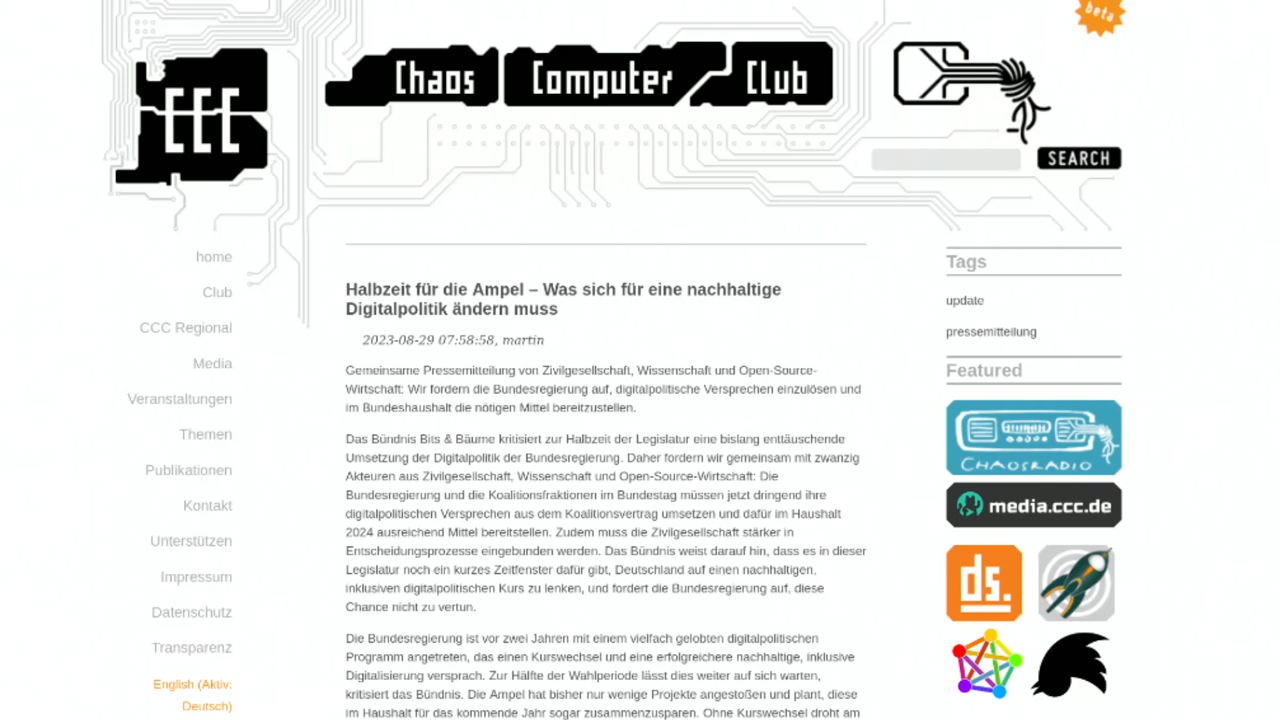 beta
CCC
Chaos Computer Club
SEARCH
home
Club
CCC Regional
Media
Veranstaltungen
Themen
Publikationen
Kontakt
Unterstützen
Impressum
Datenschutz
Transparenz
English (Aktiv:
Deutsch)
Halbzeit für die Ampel – Was sich für eine nachhaltige
Digitalpolitik ändern muss
2023-08-29 07:58:58, martin
Gemeinsame Pressemitteilung von Zivilgesellschaft, Wissenschaft und Open-Source-
Wirtschaft: Wir fordern die Bundesregierung auf, digitalpolitische Versprechen einzulösen und
im Bundeshaushalt die nötigen Mittel bereitzustellen.
Das Bündnis Bits & Bäume kritisiert zur Halbzeit der Legislatur eine bislang enttäuschende
Umsetzung der Digitalpolitik der Bundesregierung. Daher fordern wir gemeinsam mit zwanzig
Akteuren aus Zivilgesellschaft, Wissenschaft und Open-Source-Wirtschaft: Die
Bundesregierung und die Koalitionsfraktionen im Bundestag müssen jetzt dringend ihre
digitalpolitischen Versprechen aus dem Koalitionsvertrag umsetzen und dafür im Haushalt
2024 ausreichend Mittel bereitstellen. Zudem muss die Zivilgesellschaft stärker in
Entscheidungsprozesse eingebunden werden. Das Bündnis weist darauf hin, dass es in dieser
Legislatur noch ein kurzes Zeitfenster dafür gibt, Deutschland auf einen nachhaltigen,
inklusiven digitalpolitischen Kurs zu lenken, und fordert die Bundesregierung auf, diese
Chance nicht zu vertun.
Die Bundesregierung ist vor zwei Jahren mit einem vielfach gelobten digitalpolitischen
Programm angetreten, das einen Kurswechsel und eine erfolgreichere nachhaltige, inklusive
Digitalisierung versprach. Zur Hälfte der Wahlperiode lässt dies weiter auf sich warten,
kritisiert das Bündnis. Die Ampel hat bisher nur wenige Projekte angestoßen und plant, diese
im Haushalt für das kommende Jahr sogar zusammenzusparen. Ohne Kurswechsel droht am
Tags
update
pressemitteilung
Featured
CHAOSRADIO
media.ccc.de
ds.